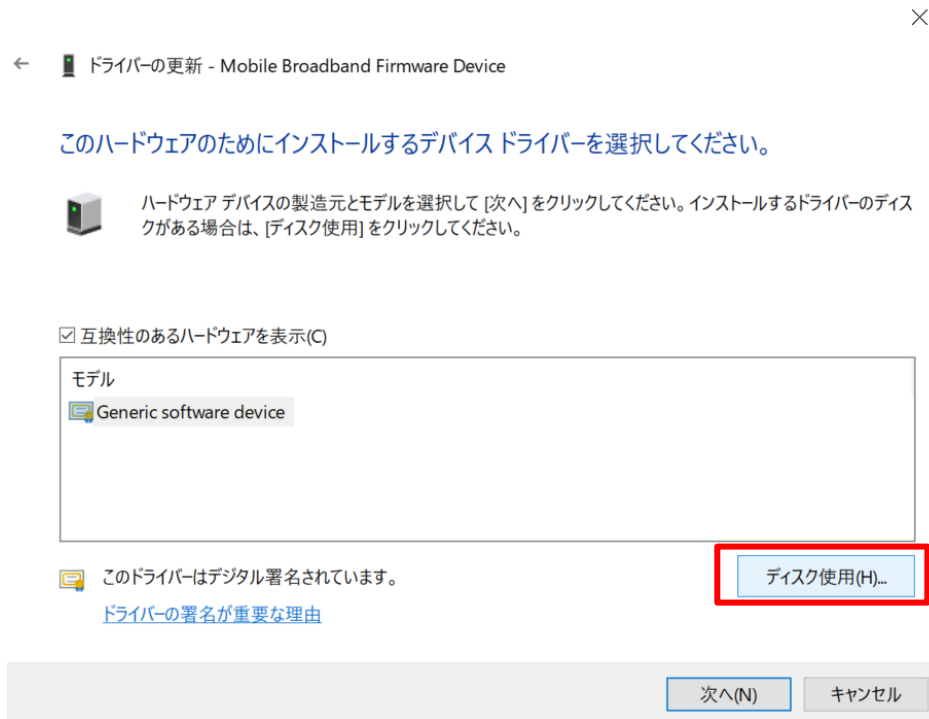 ドライバーの更新 - Mobile Broadband Firmware Device
このハードウェアのためにインストールするデバイス ドライバーを選択してください。
ハードウェア デバイスの製造元とモデルを選択して [次へ] をクリックしてください。インストールするドライバーのディス
クがある場合は、[ディスク使用] をクリックしてください。
互換性のあるハードウェアを表示(C)
モデル
Generic software device
このドライバーはデジタル署名されています。
ディスク使用(H)...
ドライバーの署名が重要な理由
次へ(N)
キャンセル